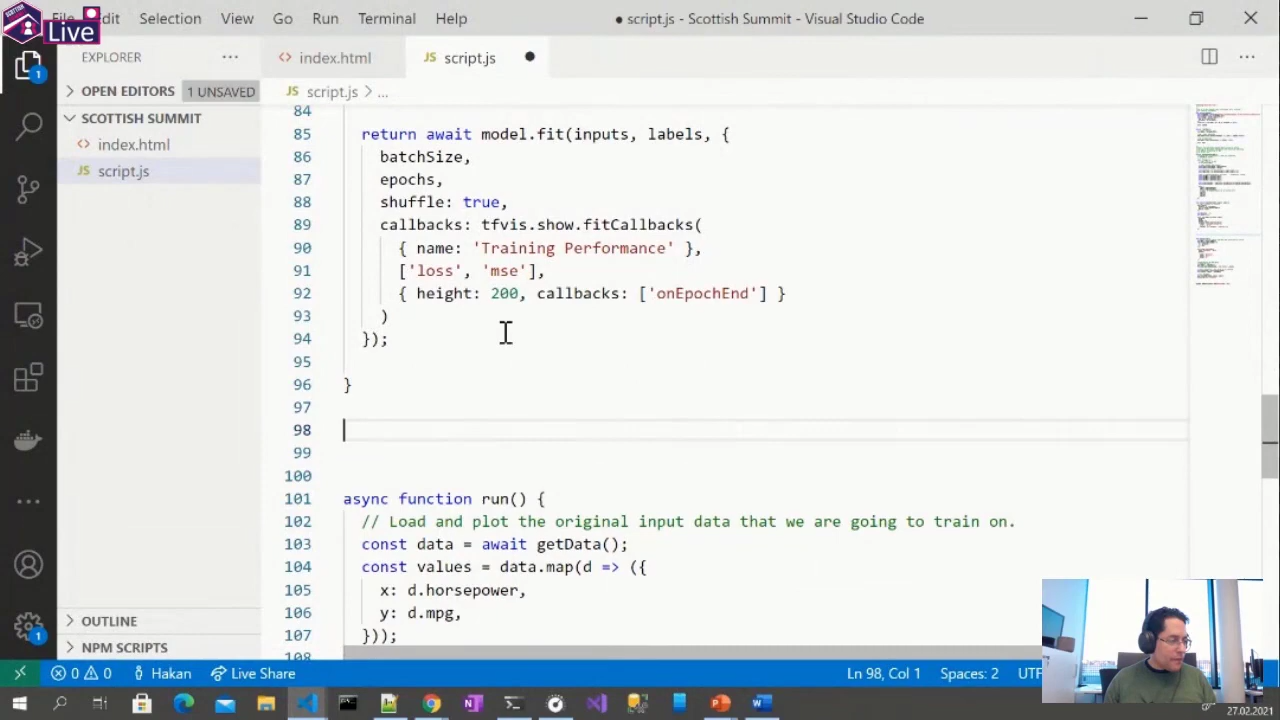 SCOTTISH
Live
File Edit Selection View Go Run Terminal Help
● script.js - Scottish Summit - Visual Studio Code
EXPLORER
index.html
JS script.js
OPEN EDITORS 1 UNSAVED
JS script.js > ...
SCOTTISH SUMMIT
index.html
JS script.js
84
85 return await model.fit(inputs, labels, {
86 batchSize,
87 epochs,
88 shuffle: true,
89 callbacks: tfvis.show.fitCallbacks(
90 { name: 'Training Performance' },
91 ['loss', 'mse'],
92 { height: 200, callbacks: ['onEpochEnd'] }
93 )
94 });
95
96 }
97
98
99
100
101 async function run() {
102 // Load and plot the original input data that we are going to train on.
103 const data = await getData();
104 const values = data.map(d => ({
105 x: d.horsepower,
106 y: d.mpg,
107 }));
108
OUTLINE
NPM SCRIPTS
0 0 Hakan Live Share Ln 98, Col 1 Spaces: 2 UTF
27.02.2021